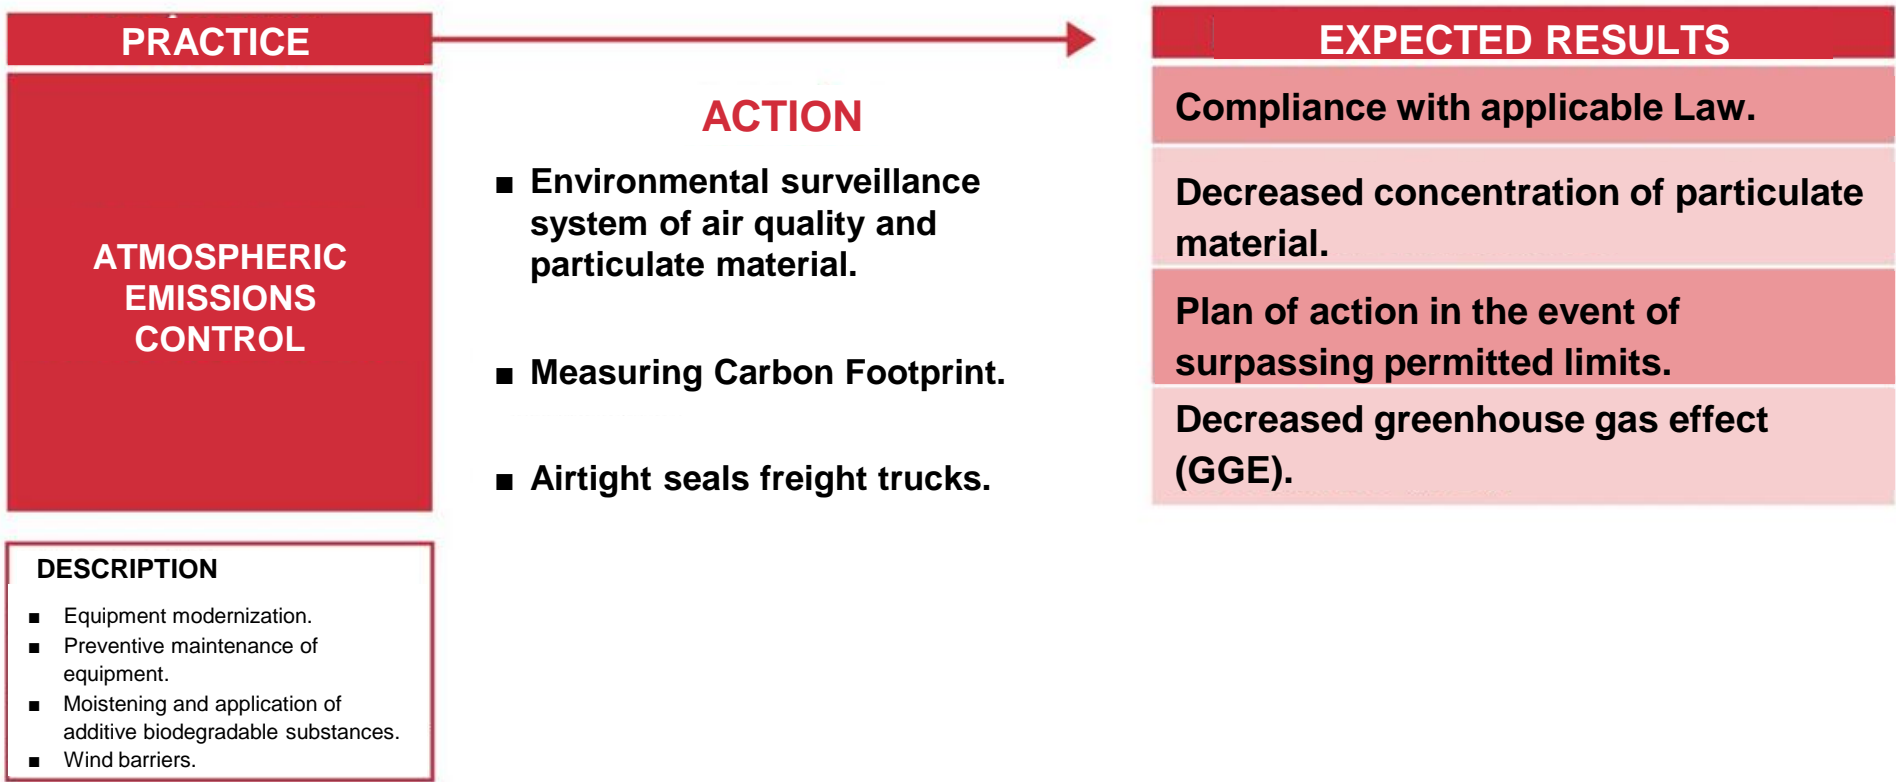 PRACTICE
ATMOSPHERIC
EMISSIONS
CONTROL
DESCRIPTION
■ Equipment modernization.
■ Preventive maintenance of
equipment.
■ Moistening and application of
additive biodegradable substances.
■ Wind barriers.
ACTION
■ Environmental surveillance
system of air quality and
particulate material.
■ Measuring Carbon Footprint.
■ Airtight seals freight trucks.
EXPECTED RESULTS
Compliance with applicable Law.
Decreased concentration of particulate
material.
Plan of action in the event of
surpassing permitted limits.
Decreased greenhouse gas effect
(GGE).